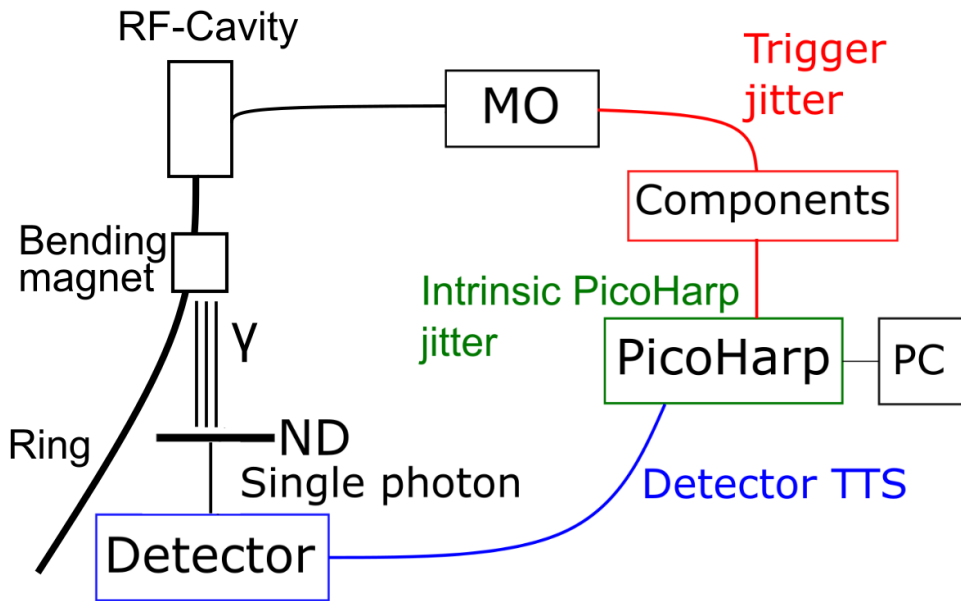 RF-Cavity
MO
Trigger
jitter
Components
Bending
magnet
γ
Intrinsic PicoHarp
jitter
PicoHarp
PC
Ring
ND
Single photon
Detector TTS
Detector